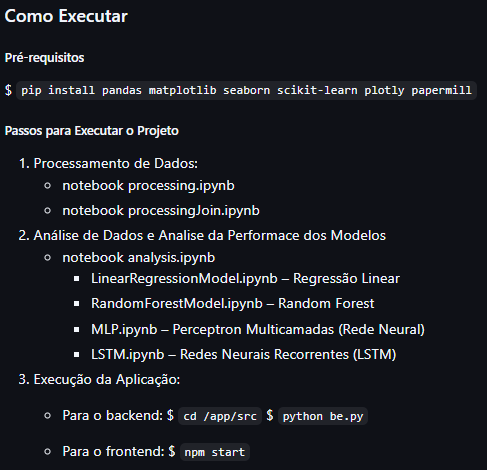 Como Executar
Pré-requisitos
$ pip install pandas matplotlib seaborn scikit-learn plotly papermill
Passos para Executar o Projeto
1. Processamento de Dados:
notebook processing.ipynb
notebook processingJoin.ipynb
2. Análise de Dados e Analise da Performace dos Modelos
notebook analysis.ipynb
LinearRegressionModel.ipynb – Regressão Linear
RandomForestModel.ipynb – Random Forest
MLP.ipynb – Perceptron Multicamadas (Rede Neural)
LSTM.ipynb – Redes Neurais Recorrentes (LSTM)
3. Execução da Aplicação:
Para o backend: $ cd /app/src $ python be.py
Para o frontend: $ npm start